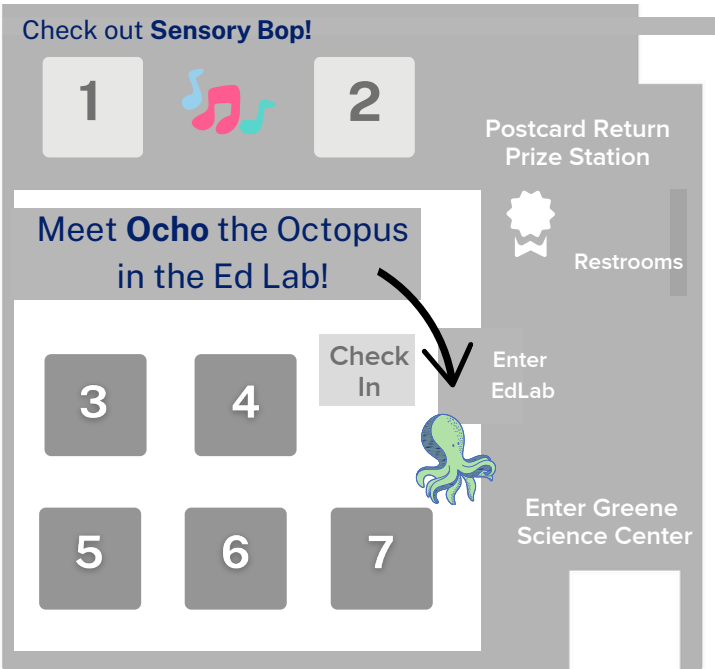 Check out Sensory Bop!
1
2
Postcard Return
Prize Station
Restrooms
Meet Ocho the Octopus
in the Ed Lab!
Check
In
Enter
EdLab
3
4
5
6
7
Enter Greene
Science Center